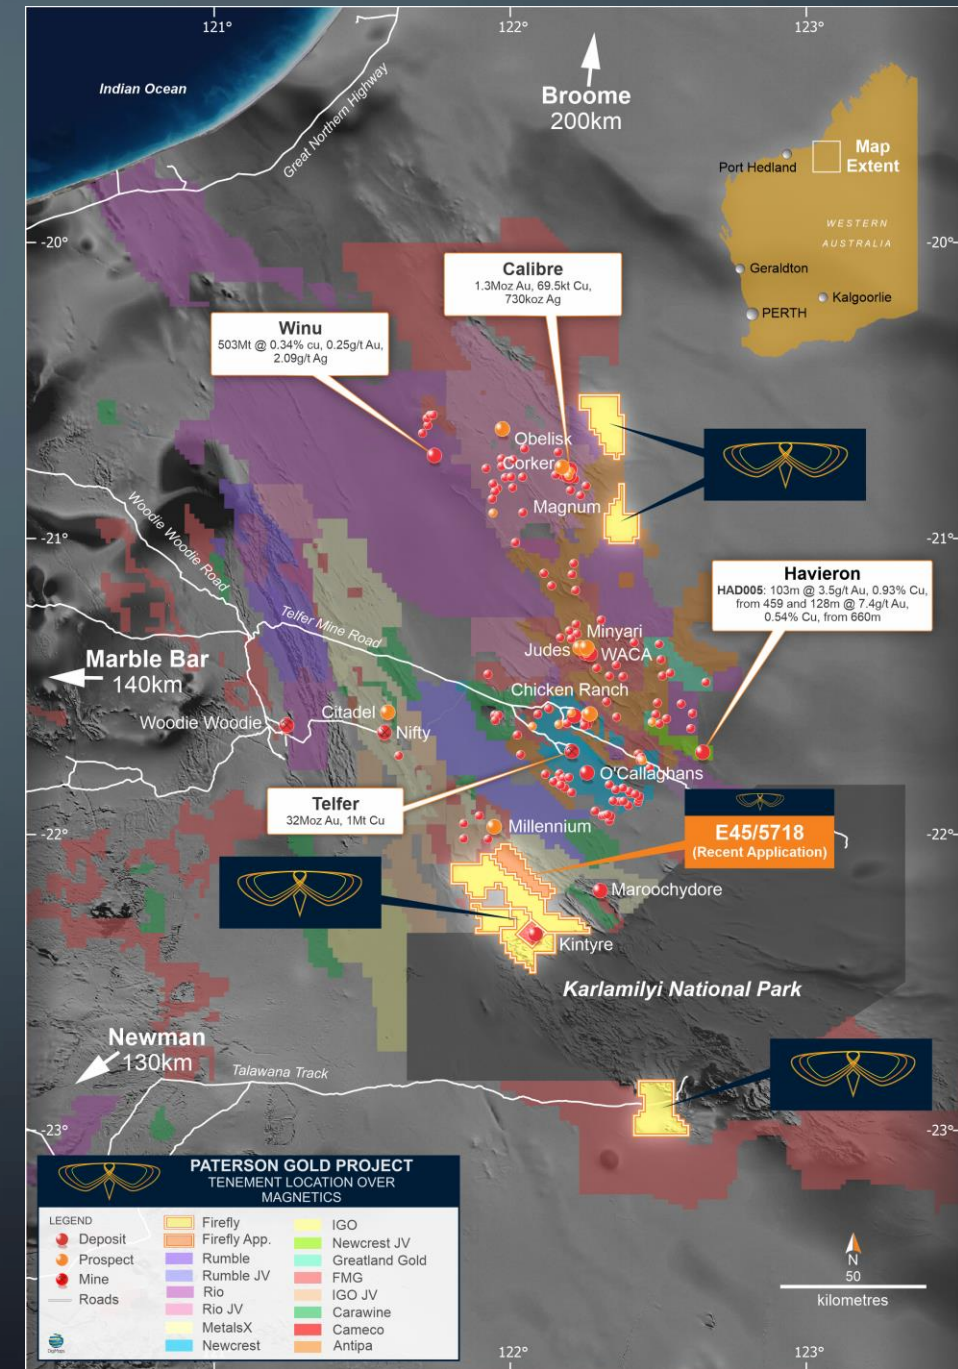 121°
122°
123°
Indian Ocean
Great Northern Highway
Broome
200km
Map
Extent
Port Hedland
WESTERN
AUSTRALIA
Geraldton
Kalgoorlie
PERTH
-20°
-20°
Calibre
1.3Moz Au, 69.5kt Cu,
730koz Ag
Winu
503Mt @ 0.34% cu, 0.25g/t Au,
2.09g/t Ag
Obelisk
Corker
Magnum
-21°
-21°
Woodie Woodie Road
Telfer Mine Road
Havieron
HAD005: 103m @ 3.5g/t Au, 0.93% Cu,
from 459 and 128m @ 7.4g/t Au,
0.54% Cu, from 660m
Minyari
Judes
WACA
Marble Bar
140km
Chicken Ranch
Woodie Woodie
Citadel
Nifty
O'Callaghans
Telfer
32Moz Au, 1Mt Cu
-22°
-22°
Millennium
E45/5718
(Recent Application)
Maroochydore
Kintyre
Karlamilyi National Park
Newman
130km
Talawana Track
-23°
-23°
PATERSON GOLD PROJECT
TENEMENT LOCATION OVER
MAGNETICS
LEGEND
Deposit
Prospect
Mine
Roads
Firefly
Firefly App.
Rumble
Rumble JV
Rio
Rio JV
MetalsX
Newcrest
IGO
Newcrest JV
Greatland Gold
FMG
IGO JV
Carawine
Cameco
Antipa
N
50
kilometres
122°
123°